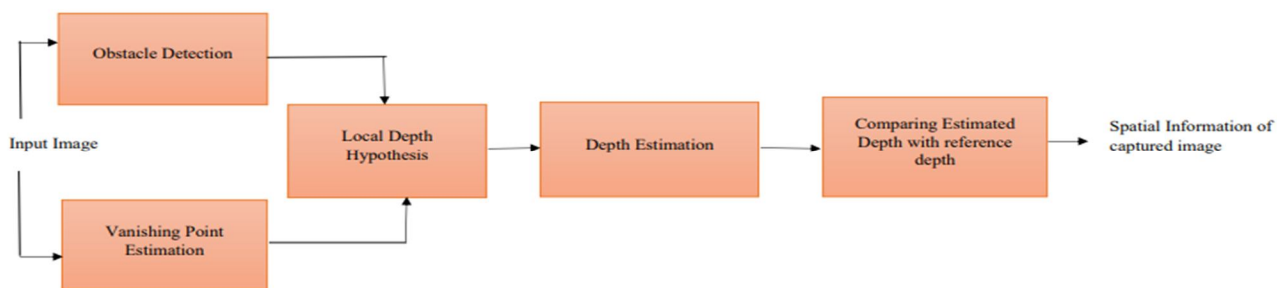 Obstacle Detection
Input Image
Vanishing Point
Estimation
Local Depth
Hypothesis
Depth Estimation
Comparing Estimated
Depth with reference
depth
Spatial Information of
captured image